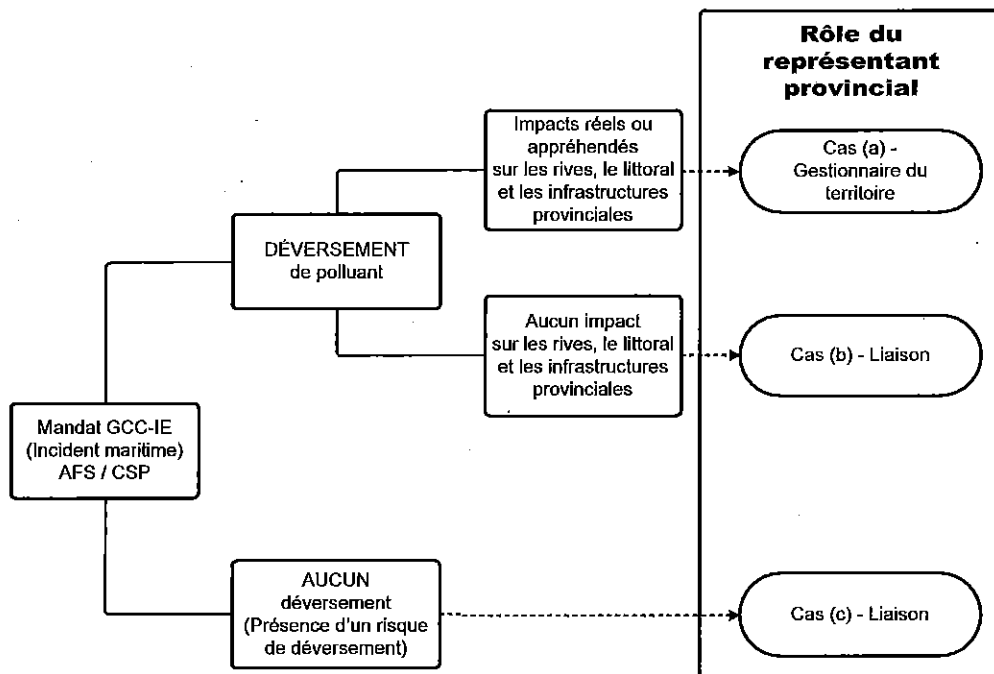 Rôle du
représentant
provincial
Impacts réels ou
appréhendés
sur les rives, le littoral
et les infrastructures
provinciales
Cas (a) -
Gestionnaire du
territoire
DÉVERSEMENT
de polluant
Aucun impact
sur les rives, le littoral
et les infrastructures
provinciales
Cas (b) - Liaison
Mandat GCC-IE
(Incident maritime)
AFS / CSP
AUCUN
déversement
(Présence d'un risque
de déversement)
Cas (c) - Liaison